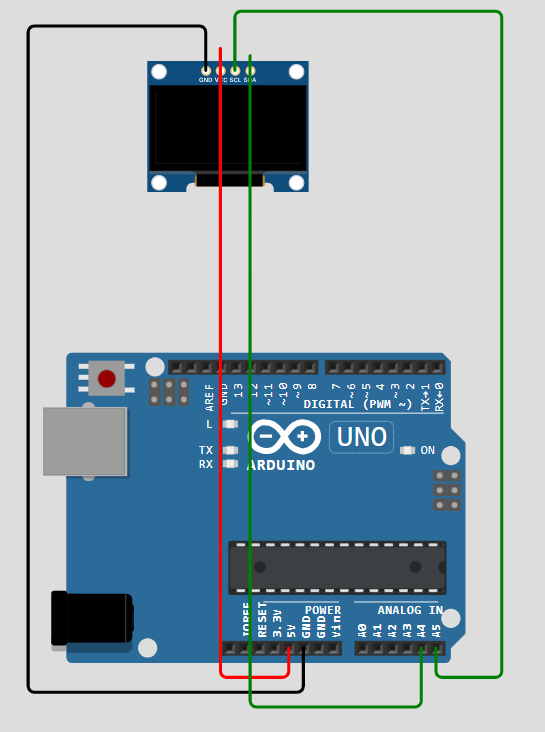 GND VCC SCL SDA
AREF GND 13 12 ~11 ~10 ~9 8 7 ~6 ~5 4 ~3 2 TX→1 RX←0
DIGITAL (PWM ~)
L
TX
RX
UNO
ON
ARDUINO
POWER
ANALOG IN
IOREF RESET 3.3V 5V GND GND Vin A0 A1 A2 A3 A4 A5